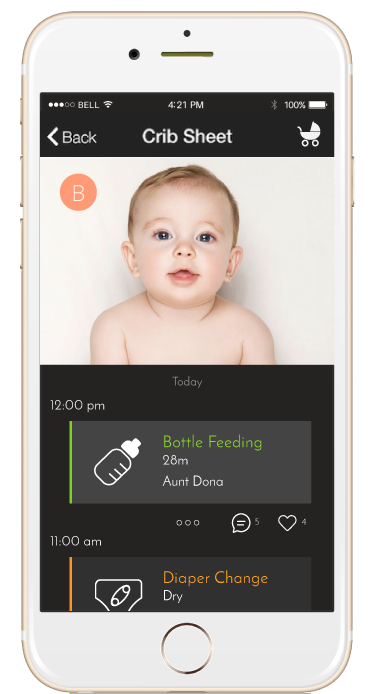 BELL 4:21 PM 100%
Back Crib Sheet
B
Today
12:00 pm
Bottle Feeding
28m
Aunt Dona
5 4
11:00 am
Diaper Change
Dry